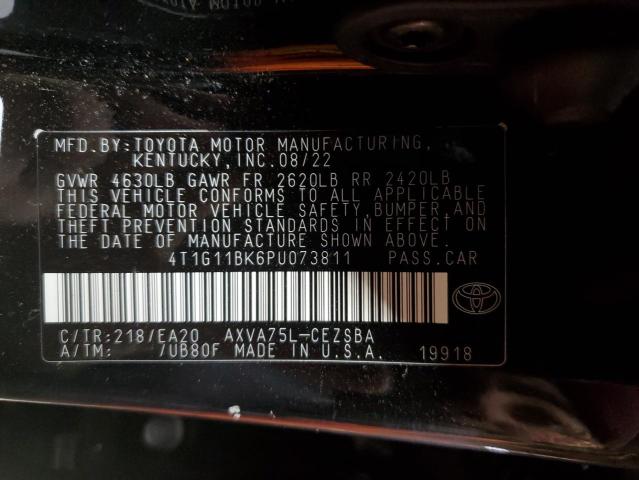 MFD.BY:TOYOTA MOTOR MANUFACTURING,
KENTUCKY,INC.08/22
GVWR 4630LB GAWR FR 2620LB RR 2420LB
THIS VEHICLE CONFORMS TO ALL APPLICABLE
FEDERAL MOTOR VEHICLE SAFETY,BUMPER,AND
THEFT PREVENTION STANDARDS IN EFFECT ON
THE DATE OF MANUFACTURE SHOWN ABOVE.
4T1G11BK6PU073811 PASS.CAR
C/TR:218/EA20 AXVA75L-CEZSBA
A/TM: /UB80F MADE IN U.S.A. 19918